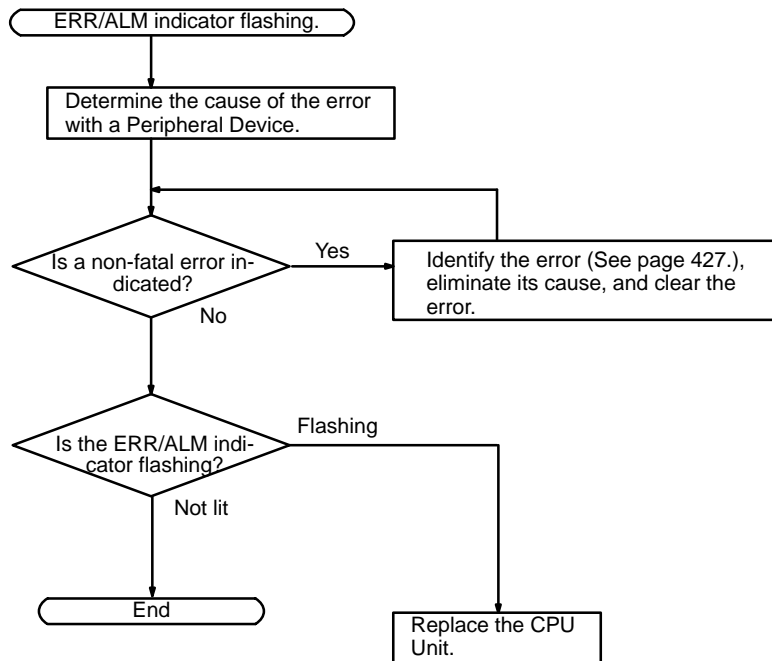 ERR/ALM indicator flashing.
Determine the cause of the error
with a Peripheral Device.
Is a non-fatal error in-
dicated?
Yes
Identify the error (See page 427.),
eliminate its cause, and clear the
error.
No
Is the ERR/ALM indi-
cator flashing?
Flashing
Not lit
End
Replace the CPU
Unit.